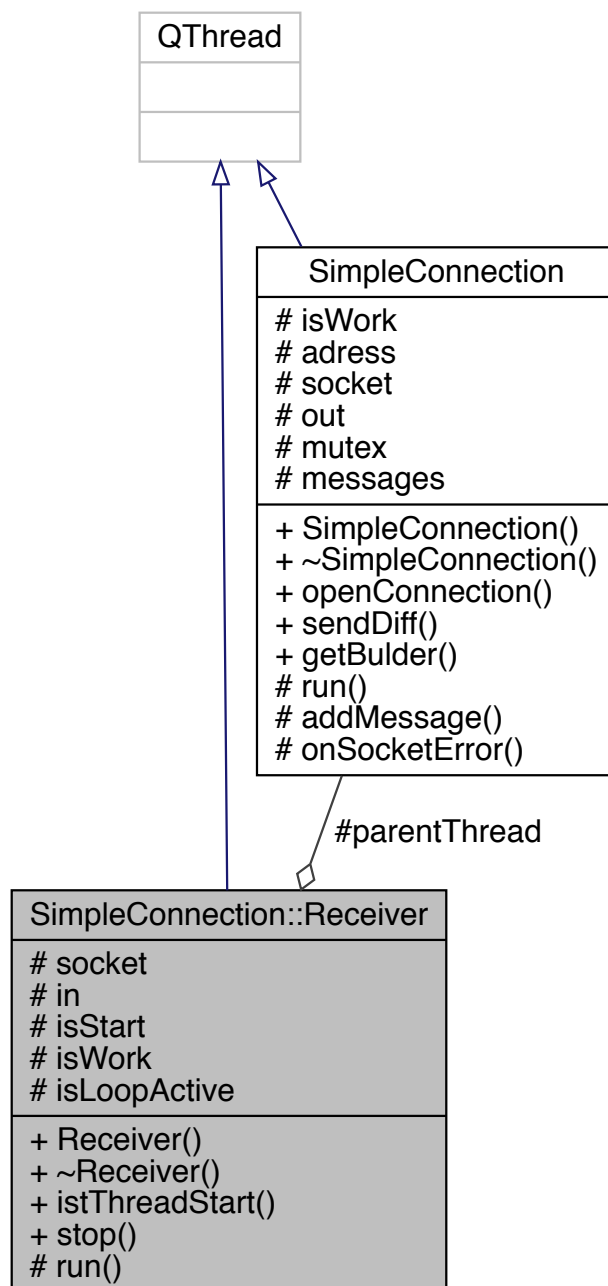 QThread
SimpleConnection
# isWork
# adress
# socket
# out
# mutex
# messages
+ SimpleConnection()
+ ~SimpleConnection()
+ openConnection()
+ sendDiff()
+ getBulder()
# run()
# addMessage()
# onSocketError()
#parentThread
SimpleConnection::Receiver
# socket
# in
# isStart
# isWork
# isLoopActive
+ Receiver()
+ ~Receiver()
+ istThreadStart()
+ stop()
# run()